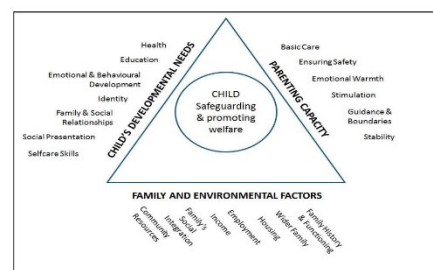 Health
Education
Emotional & Behavioural
Development
Identity
Family & Social
Relationships
Social Presentation
Selfcare Skills
CHILD'S DEVELOPMENTAL NEEDS
CHILD
Safeguarding
& promoting
welfare
PARENTING CAPACITY
Basic Care
Ensuring Safety
Emotional Warmth
Stimulation
Guidance &
Boundaries
Stability
FAMILY AND ENVIRONMENTAL FACTORS
Community
Resources
Family's
Social
Integration
Income
Employment
Housing
Wider Family
Family History
& Functioning